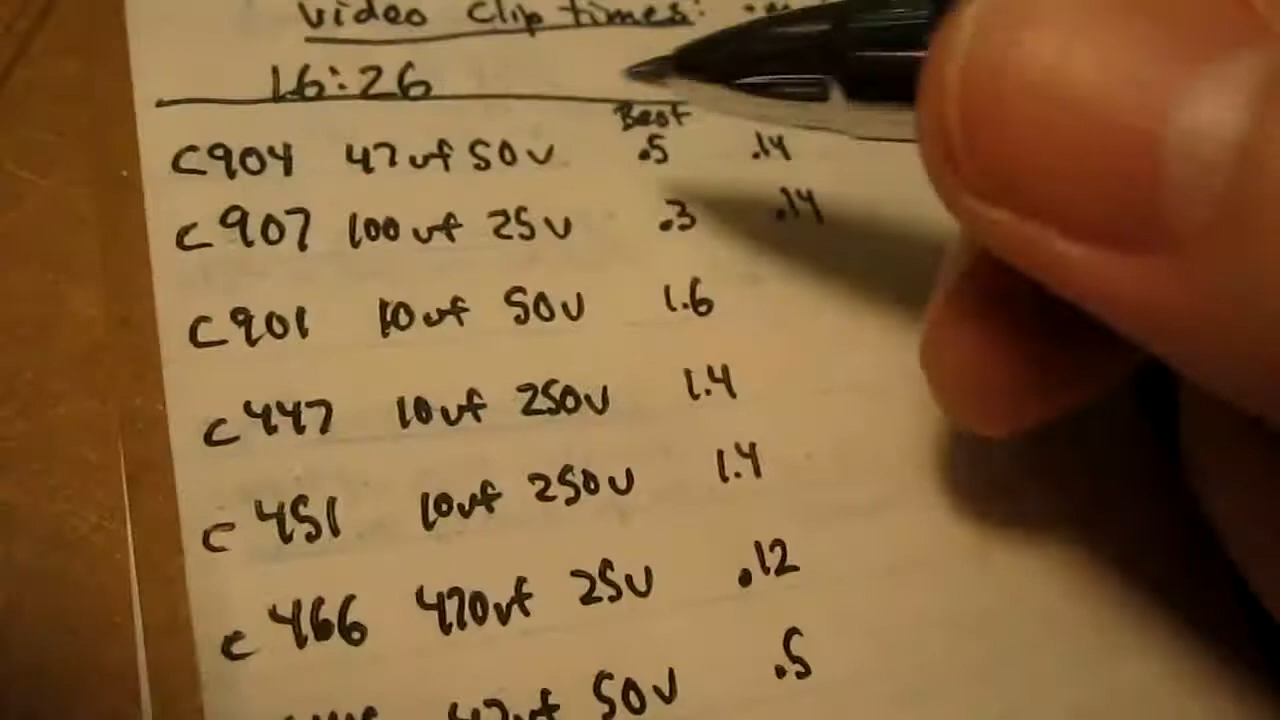 video clip times:
16:26
Best
C904 47uf 50v .5 .14
C907 100uf 25v .3 .14
C901 10uf 50v 1.6
C447 10uf 250v 1.4
C451 10uf 250v 1.4
C466 470uf 25v .12
47uf 50v .5